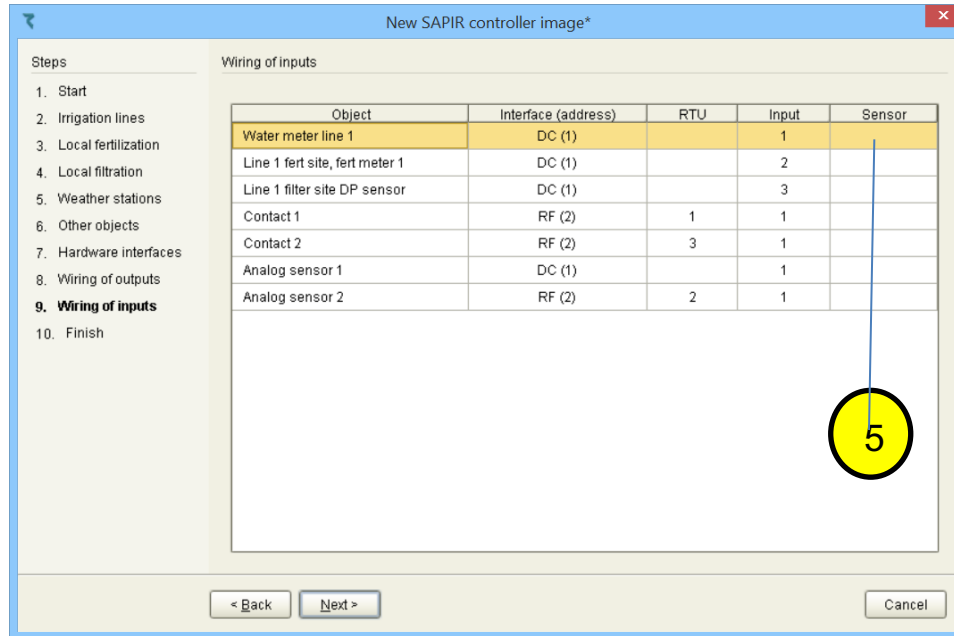 New SAPIR controller image*
Steps
1. Start
2. Irrigation lines
3. Local fertilization
4. Local filtration
5. Weather stations
6. Other objects
7. Hardware interfaces
8. Wiring of outputs
9. Wiring of inputs
10. Finish
Wiring of inputs
Object Interface (address) RTU Input Sensor
Water meter line 1 DC (1) 1
Line 1 fert site, fert meter 1 DC (1) 2
Line 1 filter site DP sensor DC (1) 3
Contact 1 RF (2) 1 1
Contact 2 RF (2) 3 1
Analog sensor 1 DC (1) 1
Analog sensor 2 RF (2) 2 1
5
< Back Next > Cancel